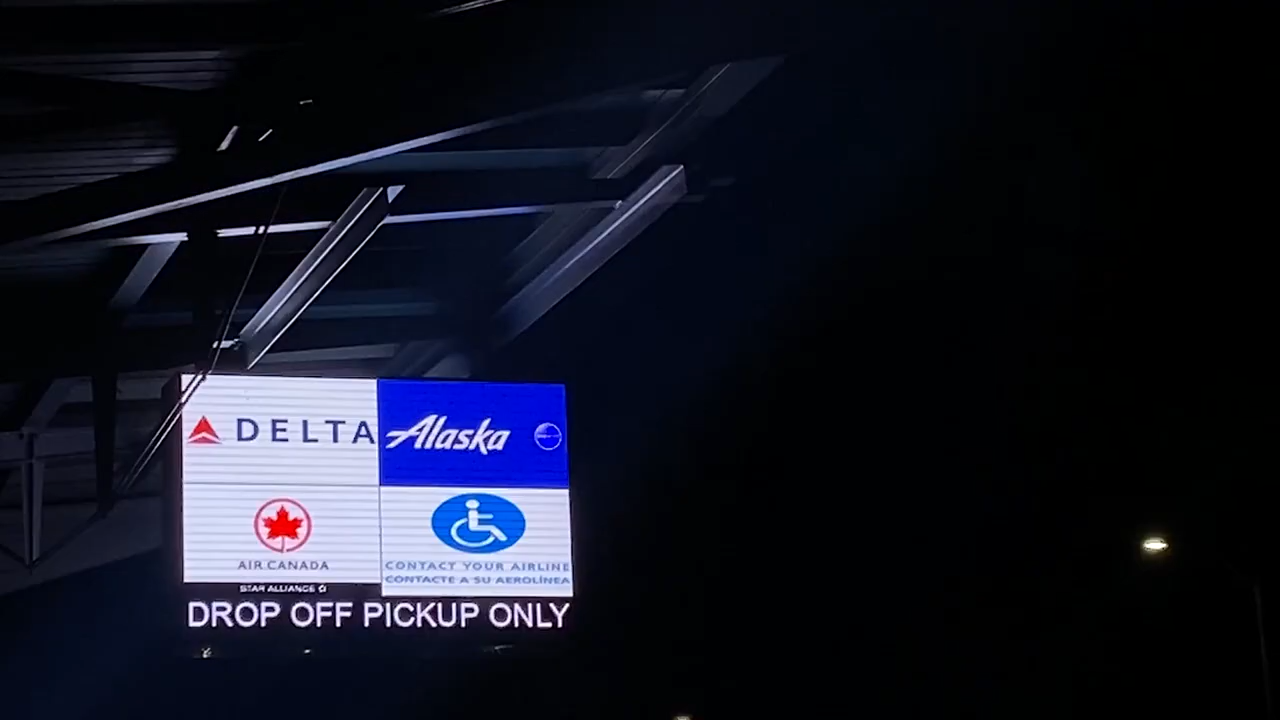 DELTA
Alaska
AIR CANADA
STAR ALLIANCE
CONTACT YOUR AIRLINE
CONTACTE A SU AEROLÍNEA
DROP OFF PICKUP ONLY